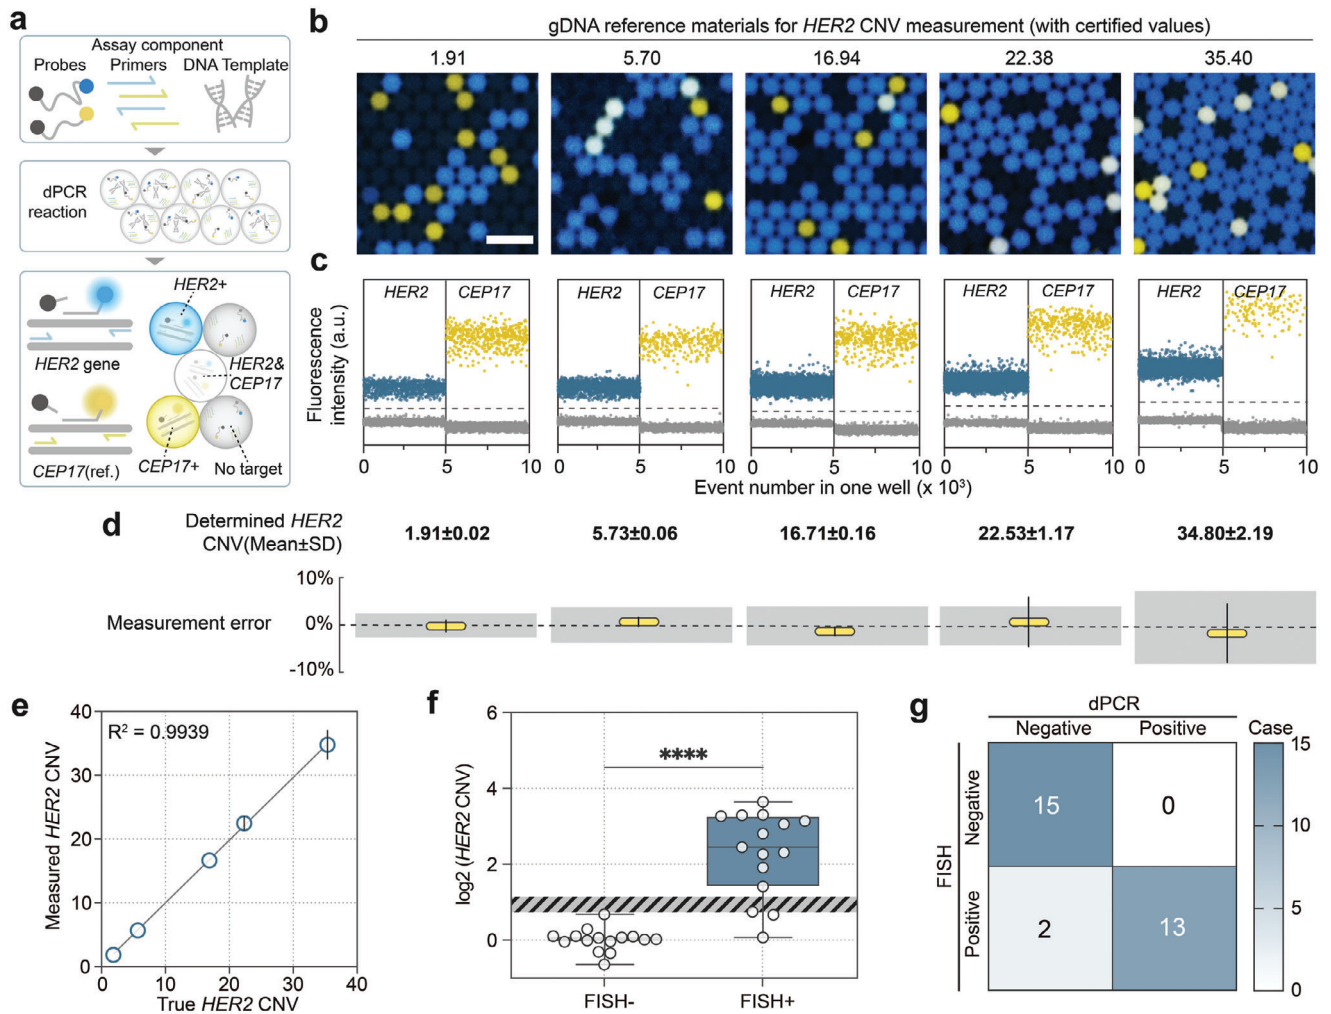 a
Assay component
Probes Primers DNA Template
dPCR
reaction
HER2+
HER2 gene
HER2&
CEP17
CEP17(ref.)
CEP17+
No target
b
gDNA reference materials for HER2 CNV measurement (with certified values)
1.91 5.70 16.94 22.38 35.40
c
Fluorescence
intensity (a.u.)
HER2 CEP17 HER2 CEP17 HER2 CEP17 HER2 CEP17 HER2 CEP17
0 5 10 0 5 10 0 5 10 0 5 10 0 5 10
Event number in one well (x 10³)
d
Determined HER2
CNV(Mean±SD)
1.91±0.02 5.73±0.06 16.71±0.16 22.53±1.17 34.80±2.19
10%
Measurement error 0%
-10%
e
Measured HER2 CNV
R² = 0.9939
40
30
20
10
0
0 10 20 30 40
True HER2 CNV
f
log2 (HER2 CNV)
6
4
2
0
****
FISH- FISH+
g
dPCR
Negative Positive
FISH
Negative
Positive
15 0
2 13
Case
15
10
5
0